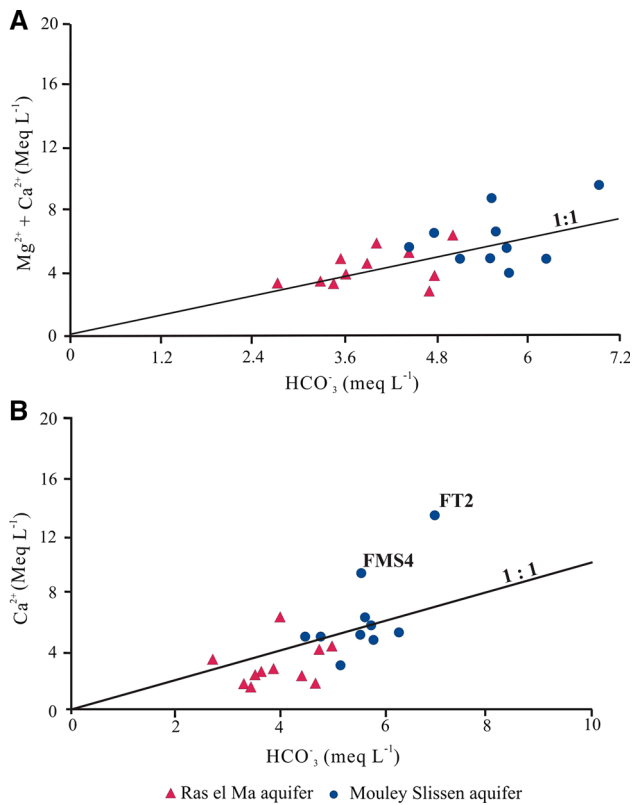 A
20
16
12
8
4
0
Mg²⁺ + Ca²⁺ (Meq L⁻¹)
1:1
0 1.2 2.4 3.6 4.8 6 7.2
HCO⁻₃ (meq L⁻¹)
B
20
16
12
8
4
0
Ca²⁺ (Meq L⁻¹)
FT2
FMS4
1 : 1
0 2 4 6 8 10
HCO⁻₃ (meq L⁻¹)
Ras el Ma aquifer Mouley Slissen aquifer